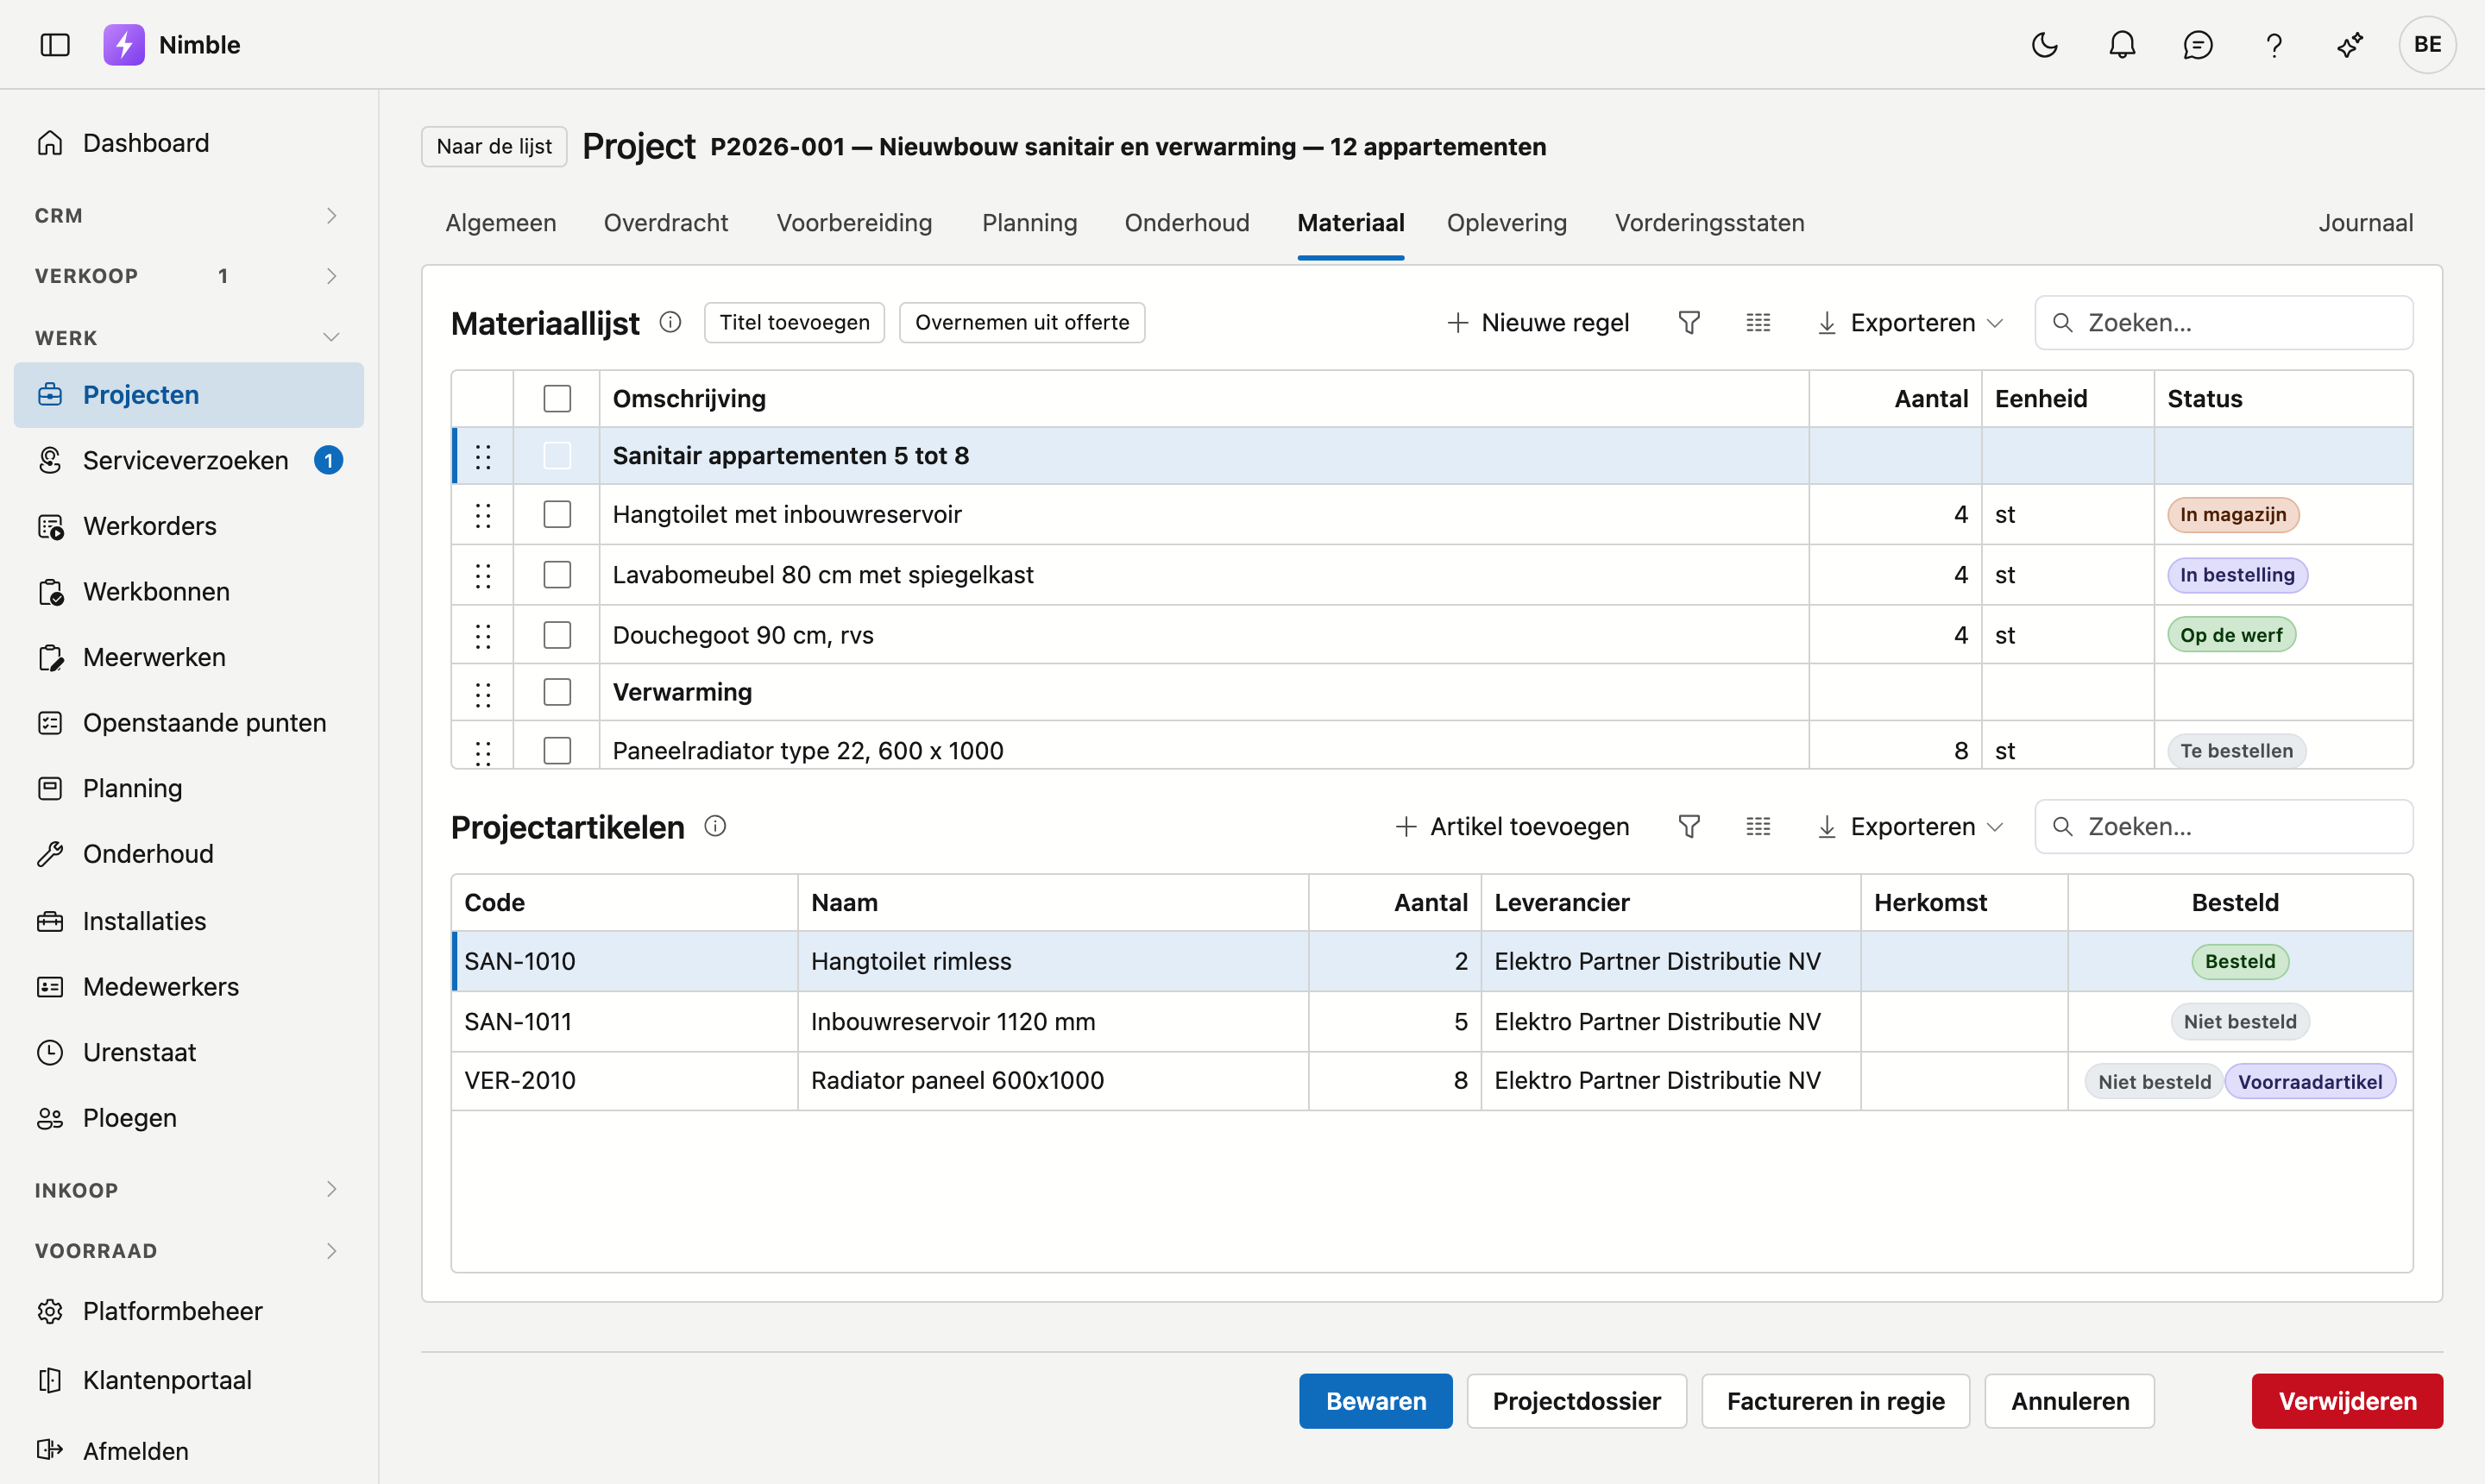 Nimble
BE
Dashboard
CRM
VERKOOP 1
WERK
Projecten
Serviceverzoeken 1
Werkorders
Werkbonnen
Meerwerken
Openstaande punten
Planning
Onderhoud
Installaties
Medewerkers
Urenstaat
Ploegen
INKOOP
VOORRAAD
Platformbeheer
Klantenportaal
Afmelden
Naar de lijst Project P2026-001 — Nieuwbouw sanitair en verwarming — 12 appartementen
Algemeen Overdracht Voorbereiding Planning Onderhoud Materiaal Oplevering Vorderingsstaten Journaal
Materiaallijst Titel toevoegen Overnemen uit offerte Nieuwe regel Exporteren Zoeken...
Omschrijving Aantal Eenheid Status
Sanitair appartementen 5 tot 8
Hangtoilet met inbouwreservoir 4 st In magazijn
Lavabomeubel 80 cm met spiegelkast 4 st In bestelling
Douchegoot 90 cm, rvs 4 st Op de werf
Verwarming
Paneelradiator type 22, 600 x 1000 8 st Te bestellen
Projectartikelen Artikel toevoegen Exporteren Zoeken...
Code Naam Aantal Leverancier Herkomst Besteld
SAN-1010 Hangtoilet rimless 2 Elektro Partner Distributie NV Besteld
SAN-1011 Inbouwreservoir 1120 mm 5 Elektro Partner Distributie NV Niet besteld
VER-2010 Radiator paneel 600x1000 8 Elektro Partner Distributie NV Niet besteld Voorraadartikel
Bewaren Projectdossier Factureren in regie Annuleren Verwijderen